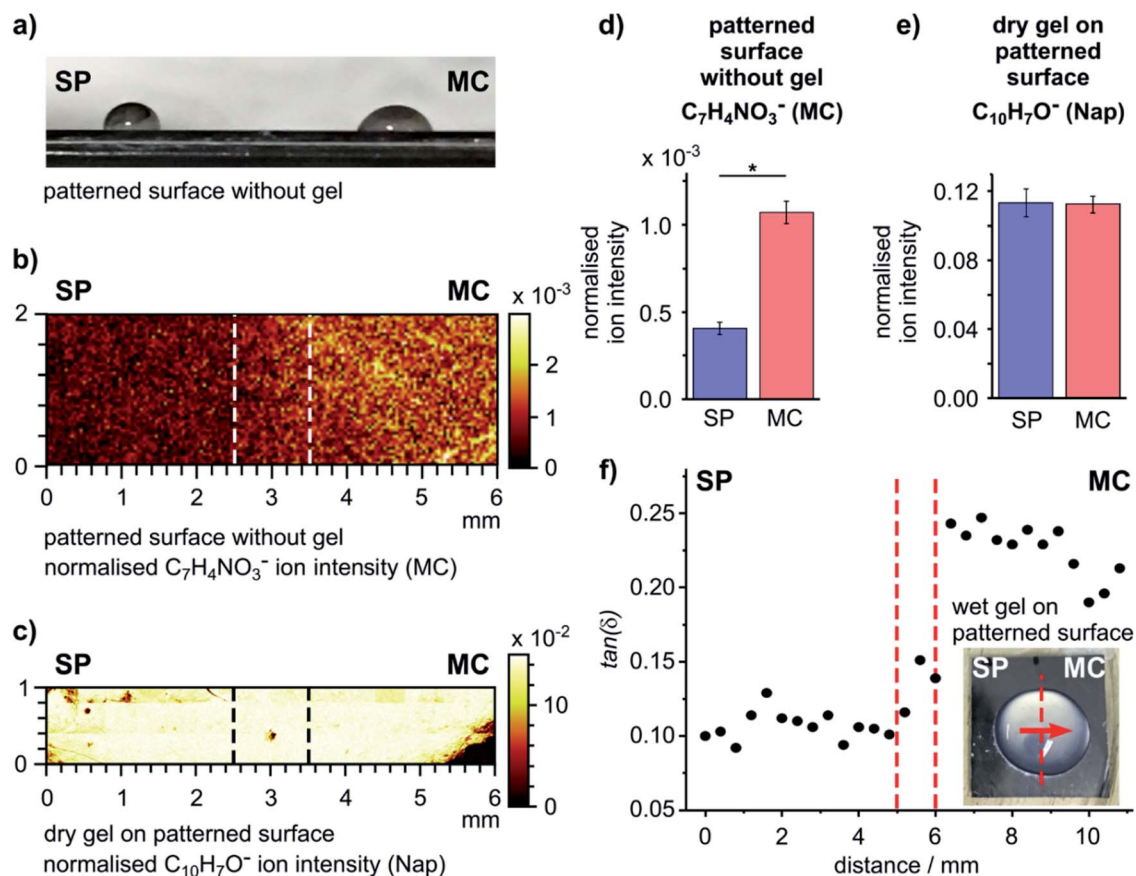 a)
SP MC
patterned surface without gel
b)
SP MC
x 10⁻³
2
0
2
1
0
0 1 2 3 4 5 6
mm
patterned surface without gel
normalised C₇H₄NO₃⁻ ion intensity (MC)
c)
SP MC
x 10⁻²
1
0
10
5
0
0 1 2 3 4 5 6
mm
dry gel on patterned surface
normalised C₁₀H₇O⁻ ion intensity (Nap)
d)
patterned
surface
without gel
C₇H₄NO₃⁻ (MC)
x 10⁻³
*
normalised
ion intensity
1.0
0.5
0.0
SP MC
e)
dry gel on
patterned
surface
C₁₀H₇O⁻ (Nap)
normalised
ion intensity
0.12
0.08
0.04
0.00
SP MC
f)
SP MC
tan(δ)
0.25
0.20
0.15
0.10
0.05
wet gel on
patterned surface
SP MC
0 2 4 6 8 10
distance / mm